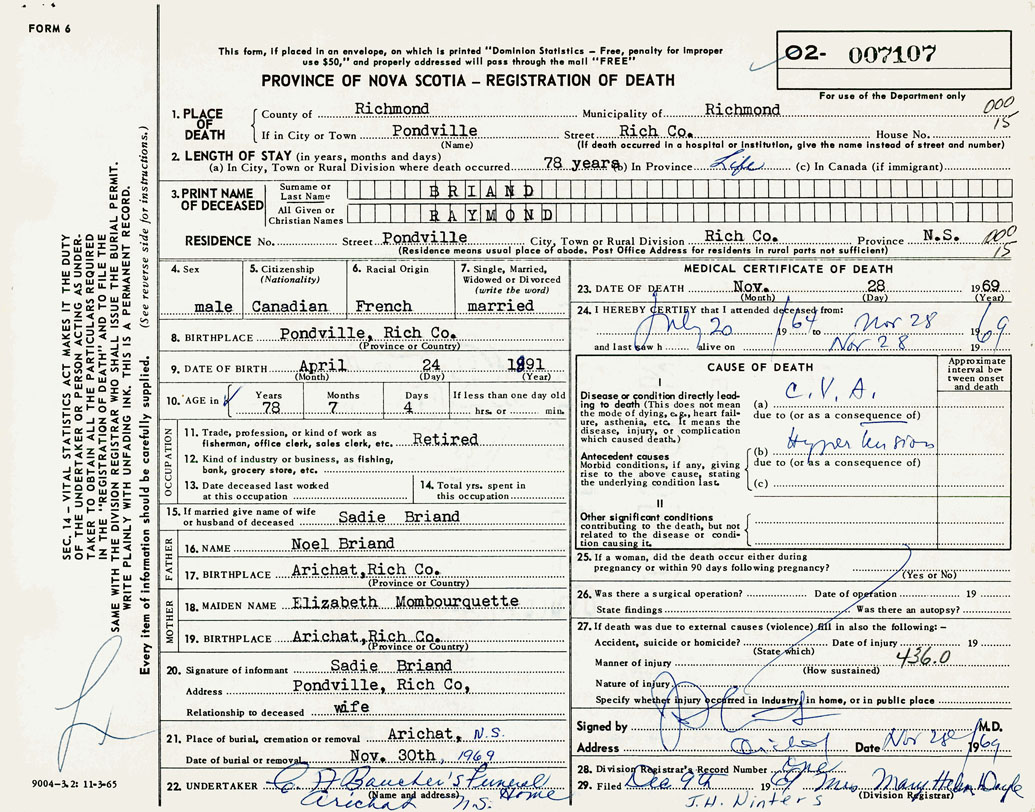 FORM 6
This form, if placed in an envelope, on which is printed "Dominion Statistics – Free, penalty for improper
use $50," and properly addressed will pass through the mail "FREE"
PROVINCE OF NOVA SCOTIA – REGISTRATION OF DEATH
02- 007107
For use of the Department only
000
15
1. PLACE OF DEATH
County of Richmond Municipality of Richmond
If in City or Town Pondville Street Rich Co. House No.
(Name) (If death occurred in a hospital or institution, give the name instead of street and number)
2. LENGTH OF STAY (in years, months and days)
(a) In City, Town or Rural Division where death occurred 78 years (b) In Province Life (c) In Canada (if immigrant)
3. PRINT NAME OF DECEASED
Surname or Last Name BRIAND
All Given or Christian Names RAYMOND
RESIDENCE No. Street Pondville City, Town or Rural Division Rich Co. Province N.S. 000
15
(Residence means usual place of abode. Post Office Address for residents in rural parts not sufficient)
4. Sex
male
5. Citizenship
(Nationality)
Canadian
6. Racial Origin
French
7. Single, Married,
Widowed or Divorced
(write the word)
married
8. BIRTHPLACE Pondville, Rich Co.
(Province or Country)
9. DATE OF BIRTH April 24 1891
(Month) (Day) (Year)
10. AGE in Years Months Days If less than one day old
78 7 4 hrs. or min.
OCCUPATION
11. Trade, profession, or kind of work as
fisherman, office clerk, sales clerk, etc. Retired
12. Kind of industry or business, as fishing,
bank, grocery store, etc.
13. Date deceased last worked
at this occupation
14. Total yrs. spent in
this occupation
15. If married give name of wife
or husband of deceased Sadie Briand
FATHER
16. NAME Noel Briand
17. BIRTHPLACE Arichat,Rich Co.
(Province or Country)
MOTHER
18. MAIDEN NAME Elizabeth Mombourquette
19. BIRTHPLACE Arichat,Rich Co.
(Province or Country)
20. Signature of informant Sadie Briand
Address Pondville, Rich Co,
Relationship to deceased wife
21. Place of burial, cremation or removal Arichat, N.S.
Date of burial or removal Nov. 30th, 1969
22. UNDERTAKER C. A Boucher's Funeral Home
(Name and address)
Arichat N.S.
MEDICAL CERTIFICATE OF DEATH
23. DATE OF DEATH Nov. 28 1969
(Month) (Day) (Year)
24. I HEREBY CERTIFY that I attended deceased from:
July 20 1964 to Nov 28 1969
and last saw h alive on Nov 28 19
CAUSE OF DEATH
Approximate interval between onset and death
I
Disease or condition directly leading to death (This does not mean the mode of dying, e.g., heart failure, asthenia, etc. It means the disease, injury, or complication which caused death.)
(a) C.V.A.
due to (or as a consequence of)
Antecedent causes
Morbid conditions, if any, giving rise to the above cause, stating the underlying condition last.
(b) Hypertension
due to (or as a consequence of)
(c)
II
Other significant conditions
contributing to the death, but not
related to the disease or condi-
tion causing it.
25. If a woman, did the death occur either during
pregnancy or within 90 days following pregnancy?
(Yes or No)
26. Was there a surgical operation? Date of operation 19
State findings Was there an autopsy?
27. If death was due to external causes (violence) fill in also the following: –
Accident, suicide or homicide? Date of injury 19
(State which)
Manner of injury 436.0
(How sustained)
Nature of injury
Specify whether injury occurred in Industry, in home, or in public place
Signed by M.D.
Address Arichat Date Nov 28 1969
28. Division Registrar's Record Number One
29. Filed Dec 9th 1969 Mrs. Mary Helen Doyle
(Division Registrar)
J.H. Winters
SEC. 14 – VITAL STATISTICS ACT MAKES IT THE DUTY
OF THE UNDERTAKER OR PERSON ACTING AS UNDER-
TAKER TO OBTAIN ALL THE PARTICULARS REQUIRED
IN THE "REGISTRATION OF DEATH" AND TO FILE THE
SAME WITH THE DIVISION REGISTRAR WHO SHALL ISSUE THE BURIAL PERMIT.
WRITE PLAINLY WITH UNFADING INK. THIS IS A PERMANENT RECORD.
Every item of information should be carefully supplied. (See reverse side for instructions.)
9004-3.2: 11-3-65